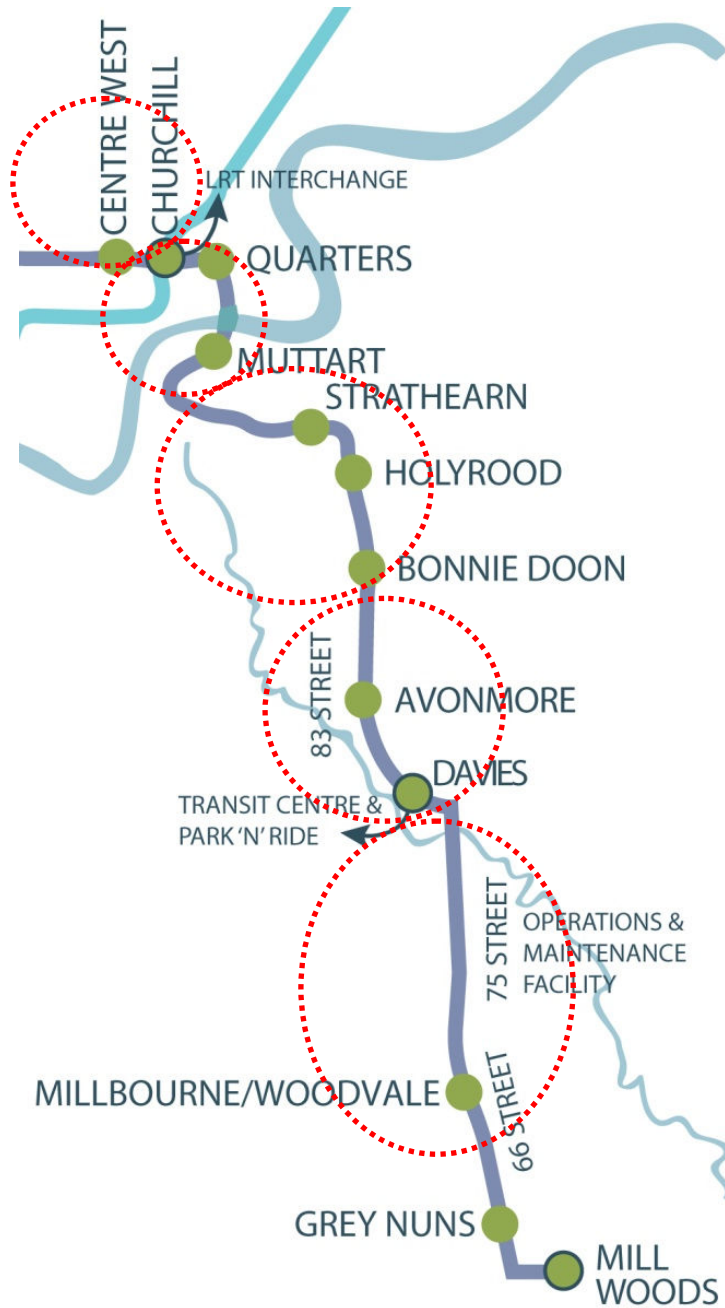 CENTRE WEST
CHURCHILL
LRT INTERCHANGE
QUARTERS
MUTTART
STRATHEARN
HOLYROOD
BONNIE DOON
83 STREET
AVONMORE
DAVIES
TRANSIT CENTRE &
PARK 'N' RIDE
75 STREET
OPERATIONS &
MAINTENANCE
FACILITY
MILLBOURNE/WOODVALE
66 STREET
GREY NUNS
MILL
WOODS